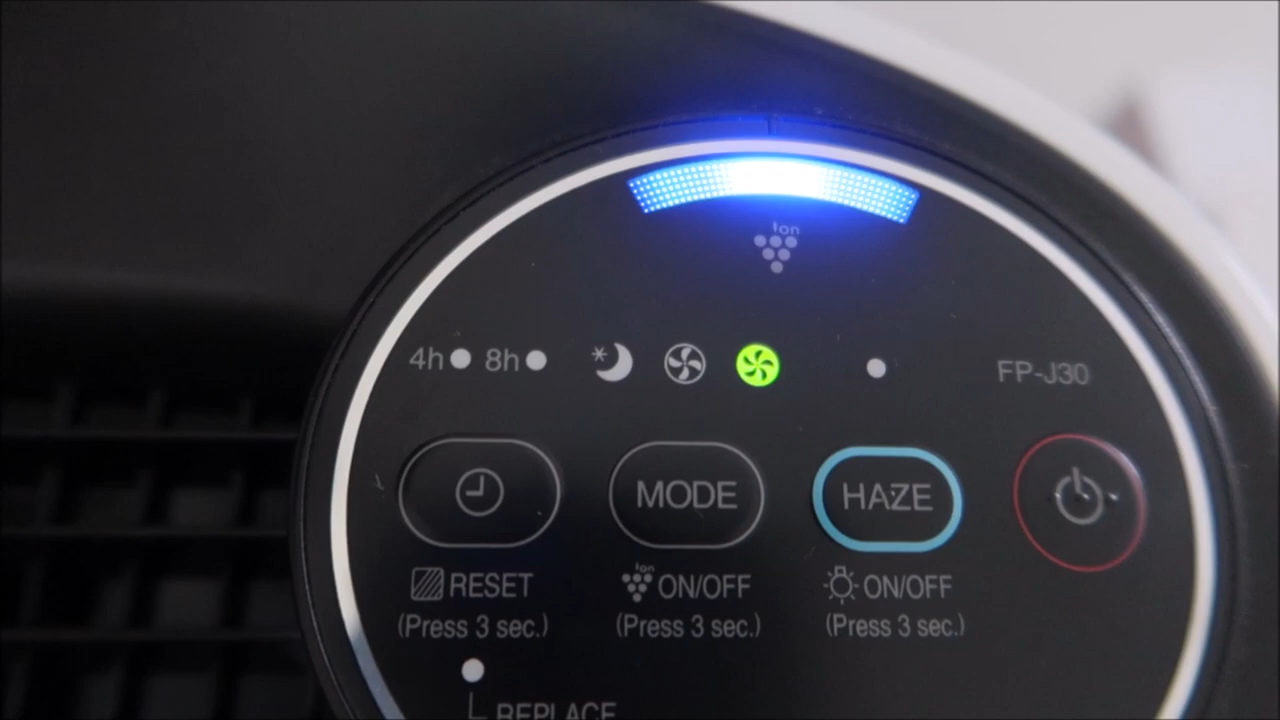 Ion
4h 8h FP-J30
MODE HAZE
RESET Ion ON/OFF ON/OFF
(Press 3 sec.) (Press 3 sec.) (Press 3 sec.)
REPLACE